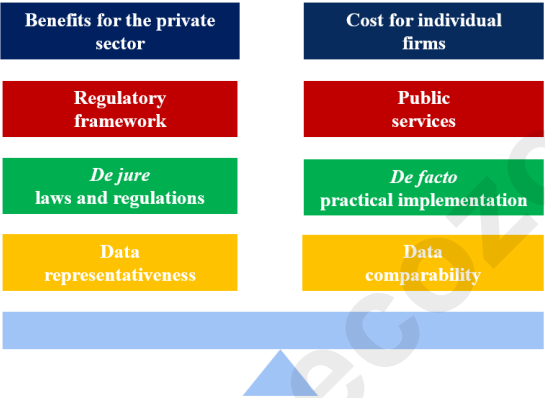 Benefits for the private
sector
Cost for individual
firms
Regulatory
framework
Public
services
De jure
laws and regulations
De facto
practical implementation
Data
representativeness
Data
comparability
ecozo